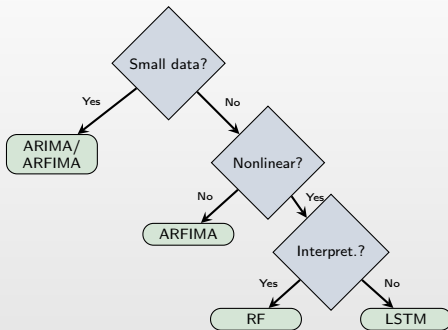 Small data?
Yes
No
ARIMA/
ARFIMA
Nonlinear?
No
Yes
ARFIMA
Interpret.?
Yes
No
RF
LSTM